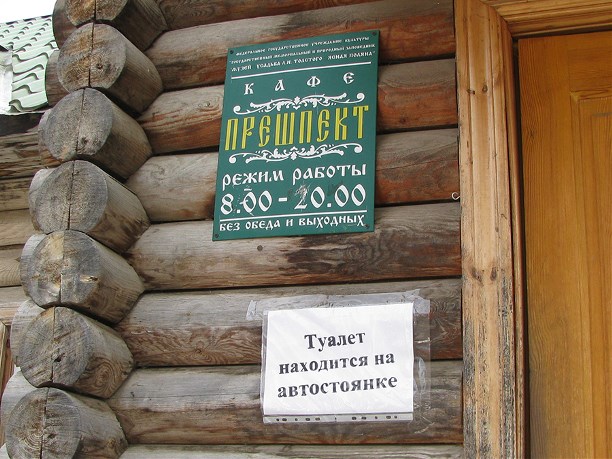 ФЕДЕРАЛЬНОЕ ГОСУДАРСТВЕННОЕ УЧРЕЖДЕНИЕ КУЛЬТУРЫ
ГОСУДАРСТВЕННЫЙ МЕМОРИАЛЬНЫЙ И ПРИРОДНЫЙ ЗАПОВЕДНИК
МУЗЕЙ УСАДЬБА Л.Н. ТОЛСТОГО "ЯСНАЯ ПОЛЯНА"
КАФЕ
ПРЕШПЕКТ
РЕЖИМ РАБОТЫ
8.00 - 20.00
БЕЗ ОБЕДА И ВЫХОДНЫХ
Туалет
находится на
автостоянке